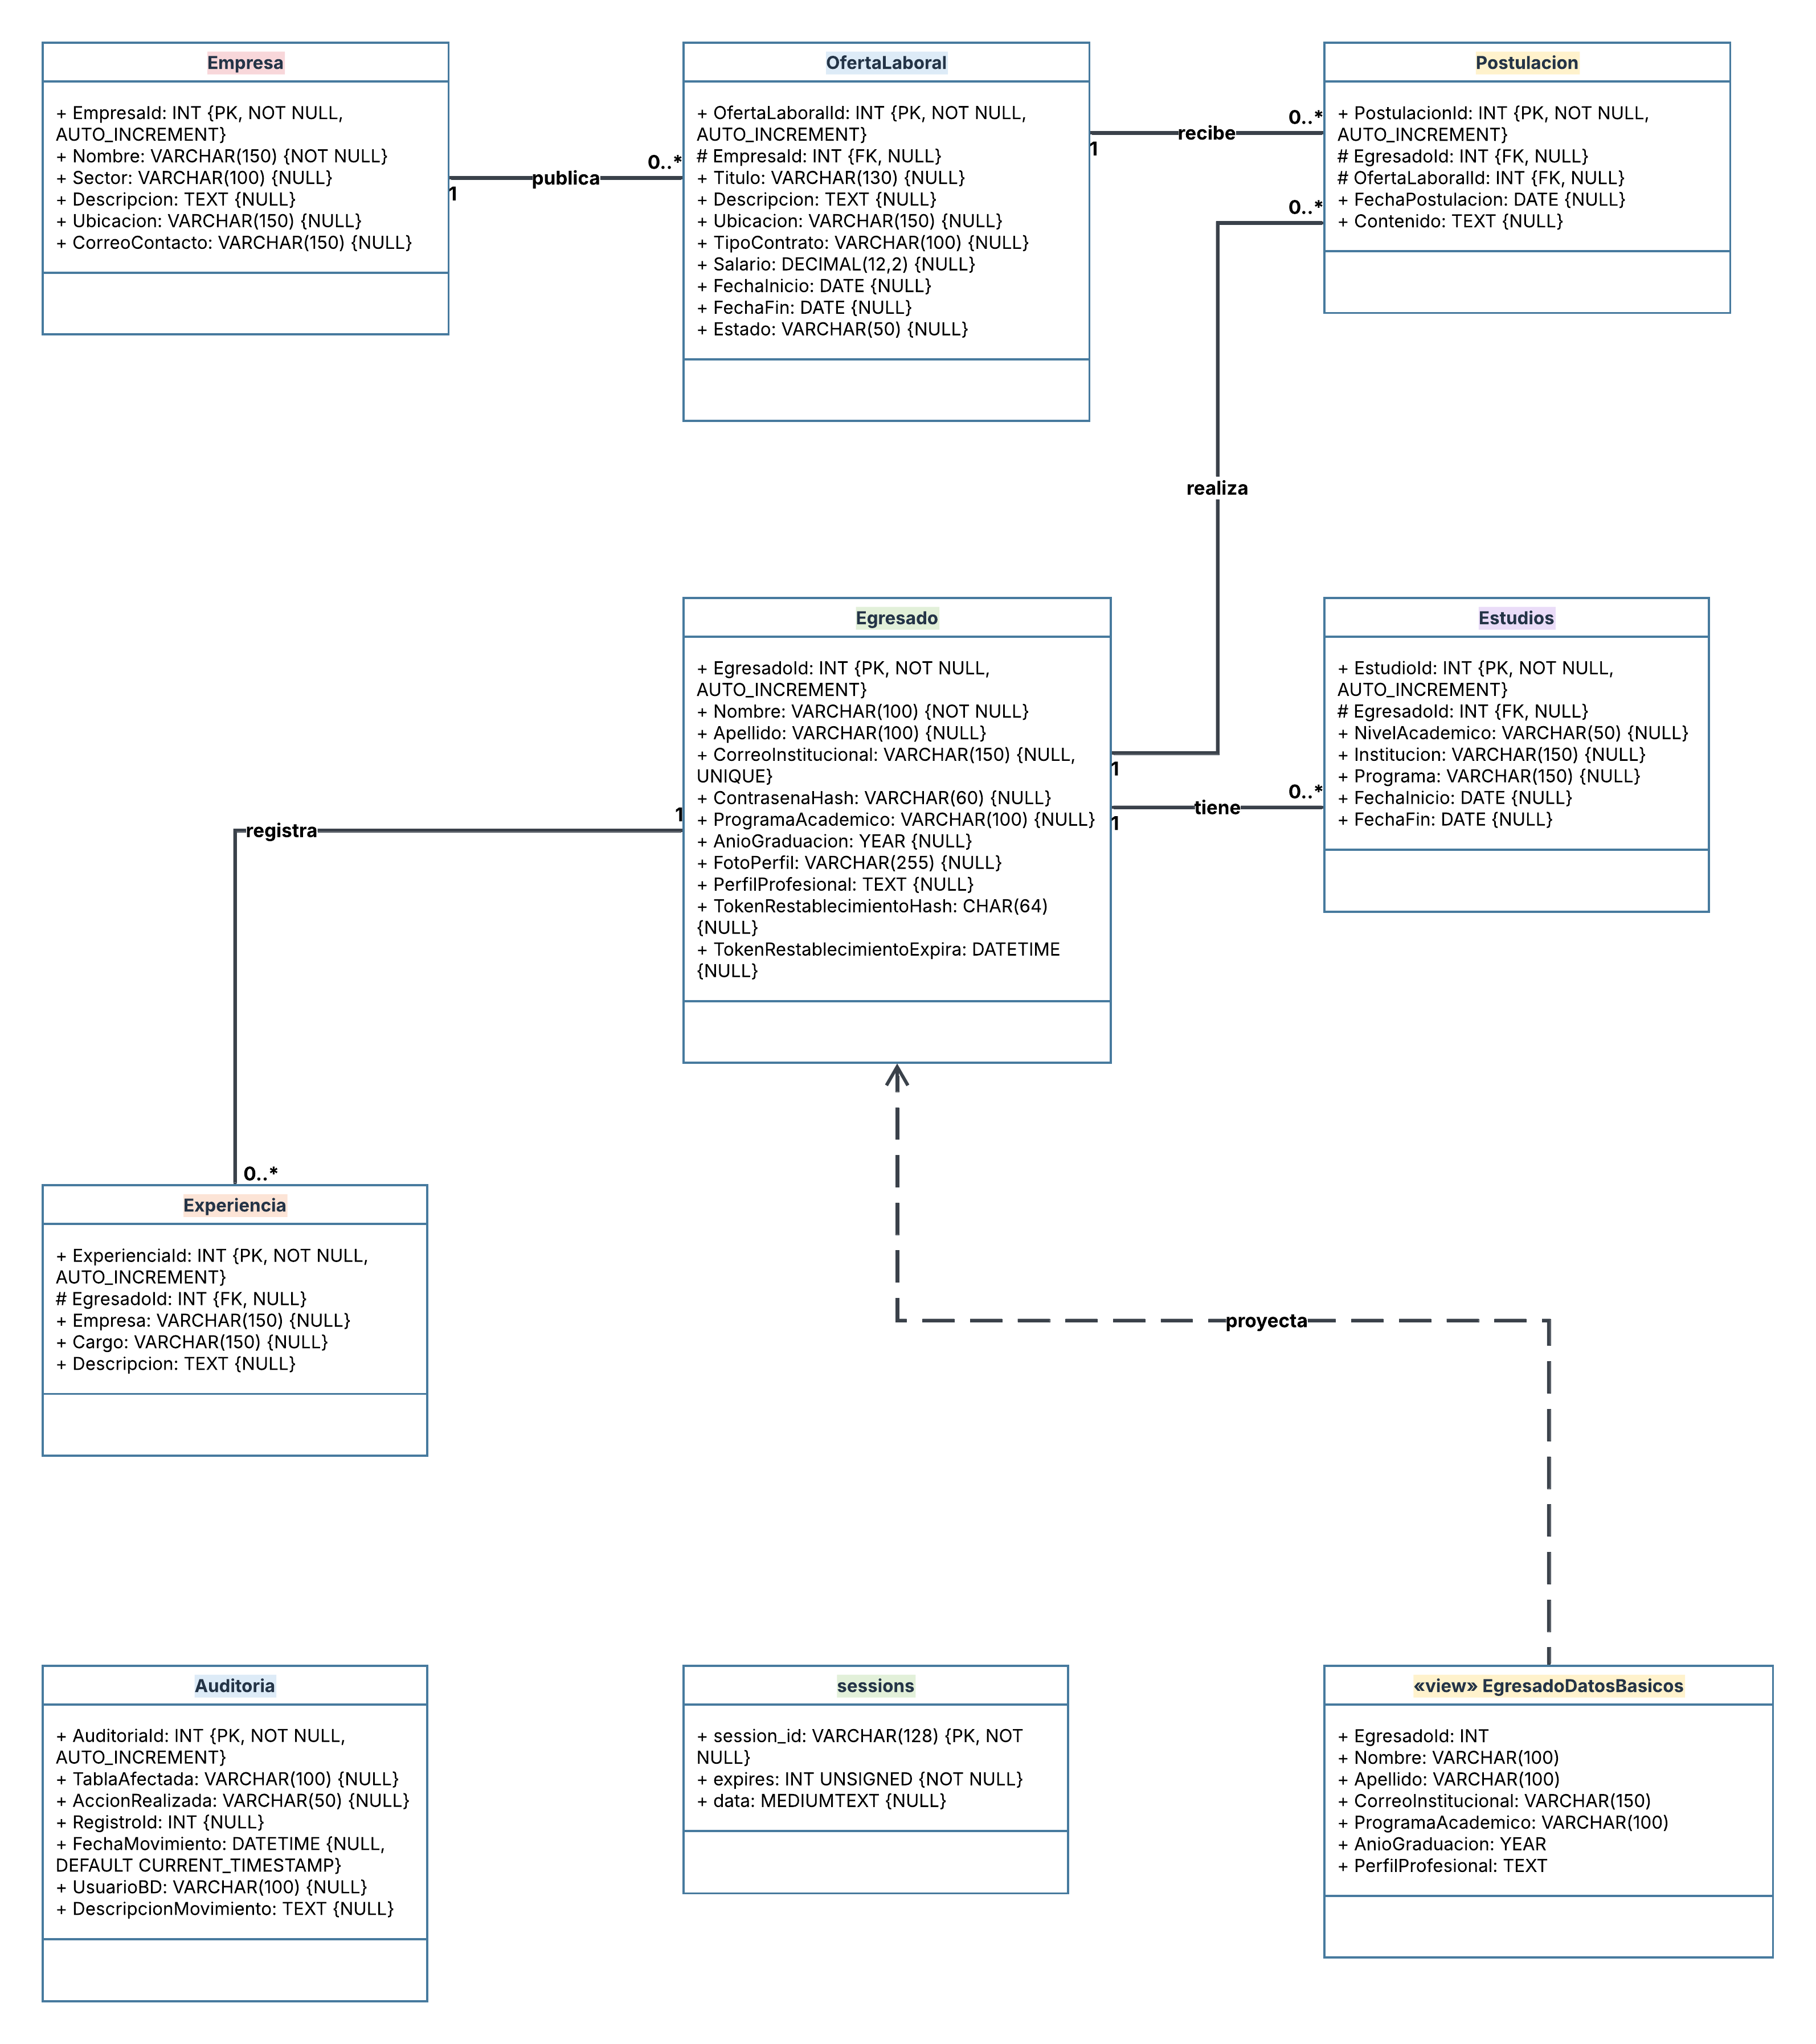 Empresa
+ EmpresaId: INT {PK, NOT NULL,
AUTO_INCREMENT}
+ Nombre: VARCHAR(150) {NOT NULL}
+ Sector: VARCHAR(100) {NULL}
+ Descripcion: TEXT {NULL}
+ Ubicacion: VARCHAR(150) {NULL}
+ CorreoContacto: VARCHAR(150) {NULL}
1
publica
0..*
OfertaLaboral
+ OfertaLaboralId: INT {PK, NOT NULL,
AUTO_INCREMENT}
# EmpresaId: INT {FK, NULL}
+ Titulo: VARCHAR(130) {NULL}
+ Descripcion: TEXT {NULL}
+ Ubicacion: VARCHAR(150) {NULL}
+ TipoContrato: VARCHAR(100) {NULL}
+ Salario: DECIMAL(12,2) {NULL}
+ FechaInicio: DATE {NULL}
+ FechaFin: DATE {NULL}
+ Estado: VARCHAR(50) {NULL}
1
recibe
0..*
Postulacion
+ PostulacionId: INT {PK, NOT NULL,
AUTO_INCREMENT}
# EgresadoId: INT {FK, NULL}
# OfertaLaboralId: INT {FK, NULL}
+ FechaPostulacion: DATE {NULL}
+ Contenido: TEXT {NULL}
0..*
realiza
1
Egresado
+ EgresadoId: INT {PK, NOT NULL,
AUTO_INCREMENT}
+ Nombre: VARCHAR(100) {NOT NULL}
+ Apellido: VARCHAR(100) {NULL}
+ CorreoInstitucional: VARCHAR(150) {NULL,
UNIQUE}
+ ContrasenaHash: VARCHAR(60) {NULL}
+ ProgramaAcademico: VARCHAR(100) {NULL}
+ AnioGraduacion: YEAR {NULL}
+ FotoPerfil: VARCHAR(255) {NULL}
+ PerfilProfesional: TEXT {NULL}
+ TokenRestablecimientoHash: CHAR(64)
{NULL}
+ TokenRestablecimientoExpira: DATETIME
{NULL}
1
tiene
0..*
Estudios
+ EstudioId: INT {PK, NOT NULL,
AUTO_INCREMENT}
# EgresadoId: INT {FK, NULL}
+ NivelAcademico: VARCHAR(50) {NULL}
+ Institucion: VARCHAR(150) {NULL}
+ Programa: VARCHAR(150) {NULL}
+ FechaInicio: DATE {NULL}
+ FechaFin: DATE {NULL}
1
registra
0..*
Experiencia
+ ExperienciaId: INT {PK, NOT NULL,
AUTO_INCREMENT}
# EgresadoId: INT {FK, NULL}
+ Empresa: VARCHAR(150) {NULL}
+ Cargo: VARCHAR(150) {NULL}
+ Descripcion: TEXT {NULL}
proyecta
Auditoria
+ AuditoriaId: INT {PK, NOT NULL,
AUTO_INCREMENT}
+ TablaAfectada: VARCHAR(100) {NULL}
+ AccionRealizada: VARCHAR(50) {NULL}
+ RegistroId: INT {NULL}
+ FechaMovimiento: DATETIME {NULL,
DEFAULT CURRENT_TIMESTAMP}
+ UsuarioBD: VARCHAR(100) {NULL}
+ DescripcionMovimiento: TEXT {NULL}
sessions
+ session_id: VARCHAR(128) {PK, NOT
NULL}
+ expires: INT UNSIGNED {NOT NULL}
+ data: MEDIUMTEXT {NULL}
«view» EgresadoDatosBasicos
+ EgresadoId: INT
+ Nombre: VARCHAR(100)
+ Apellido: VARCHAR(100)
+ CorreoInstitucional: VARCHAR(150)
+ ProgramaAcademico: VARCHAR(100)
+ AnioGraduacion: YEAR
+ PerfilProfesional: TEXT